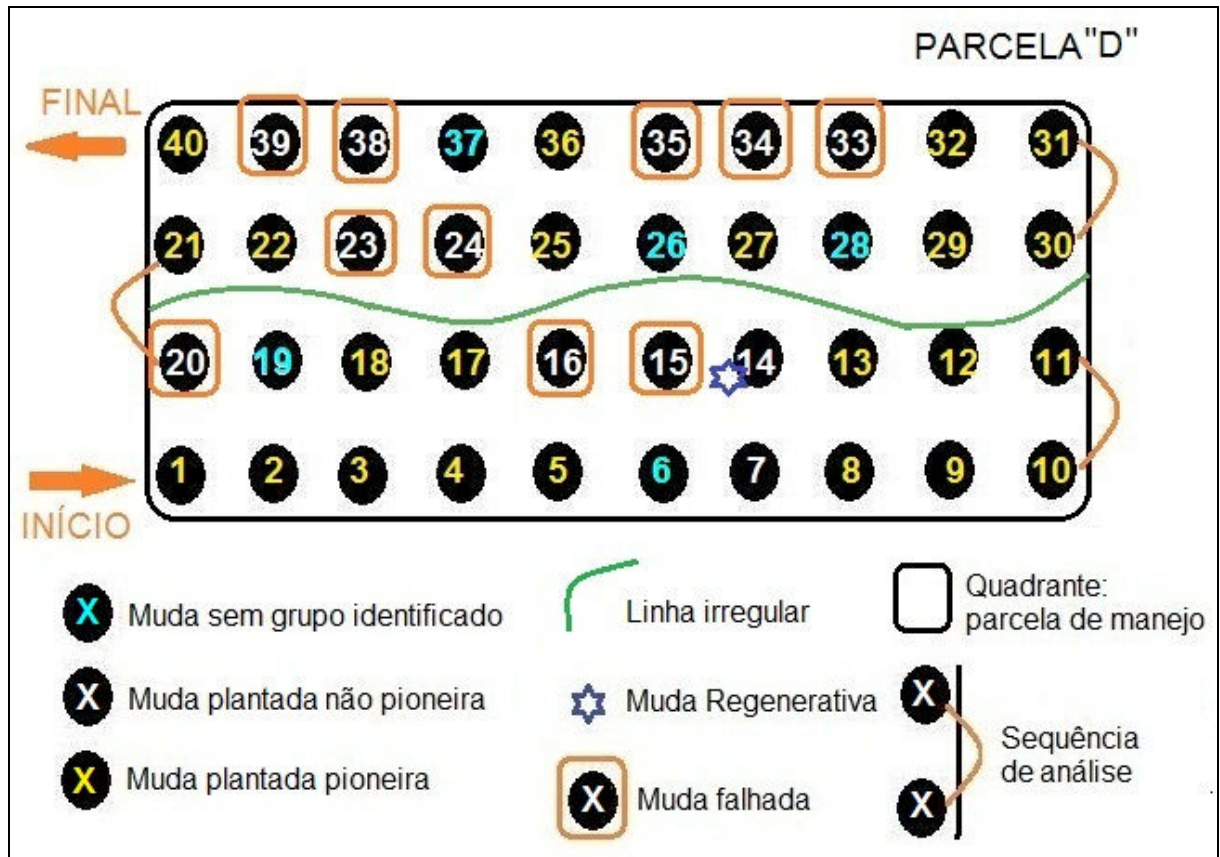 PARCELA"D"
FINAL
40 39 38 37 36 35 34 33 32 31
21 22 23 24 25 26 27 28 29 30
20 19 18 17 16 15 14 13 12 11
1 2 3 4 5 6 7 8 9 10
INÍCIO
X Muda sem grupo identificado
X Muda plantada não pioneira
X Muda plantada pioneira
Linha irregular
Muda Regenerativa
X Muda falhada
Quadrante:
parcela de manejo
X
X
Sequência
de análise